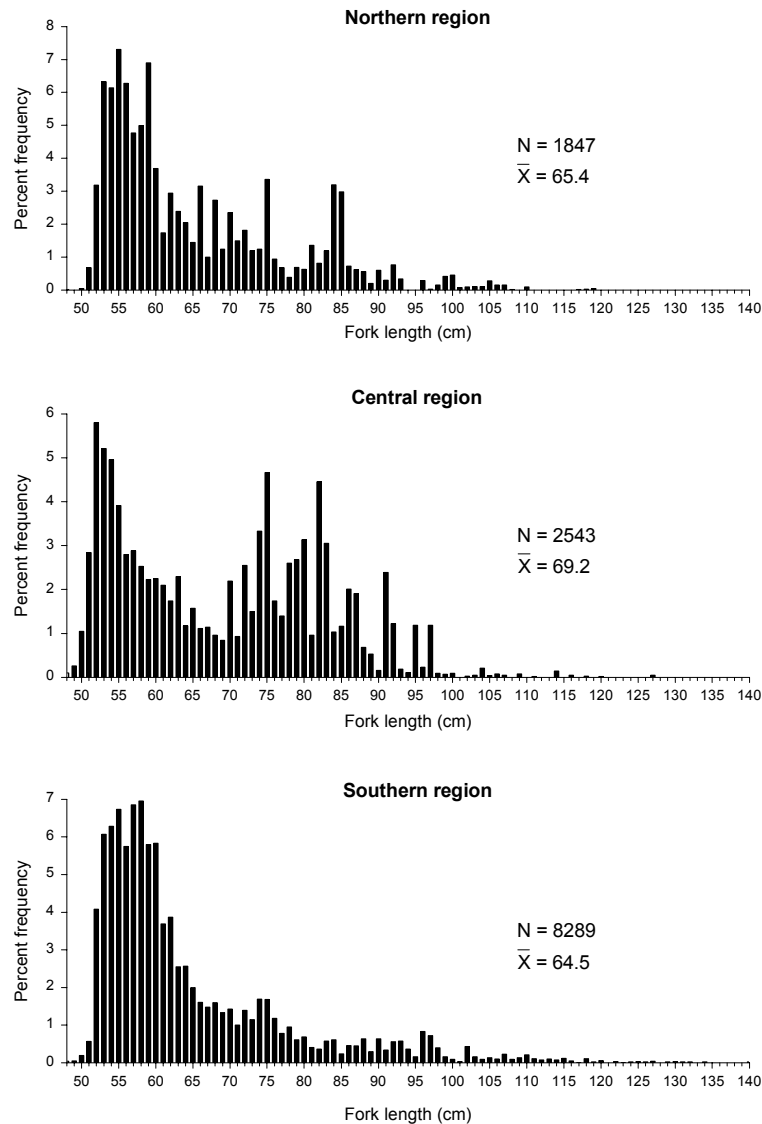 Northern region
8
7
6
5
4
3
2
1
0
Percent frequency
N = 1847
X̄ = 65.4
50 55 60 65 70 75 80 85 90 95 100 105 110 115 120 125 130 135 140
Fork length (cm)
Central region
6
5
4
3
2
1
0
Percent frequency
N = 2543
X̄ = 69.2
50 55 60 65 70 75 80 85 90 95 100 105 110 115 120 125 130 135 140
Fork length (cm)
Southern region
7
6
5
4
3
2
1
0
Percent frequency
N = 8289
X̄ = 64.5
50 55 60 65 70 75 80 85 90 95 100 105 110 115 120 125 130 135 140
Fork length (cm)